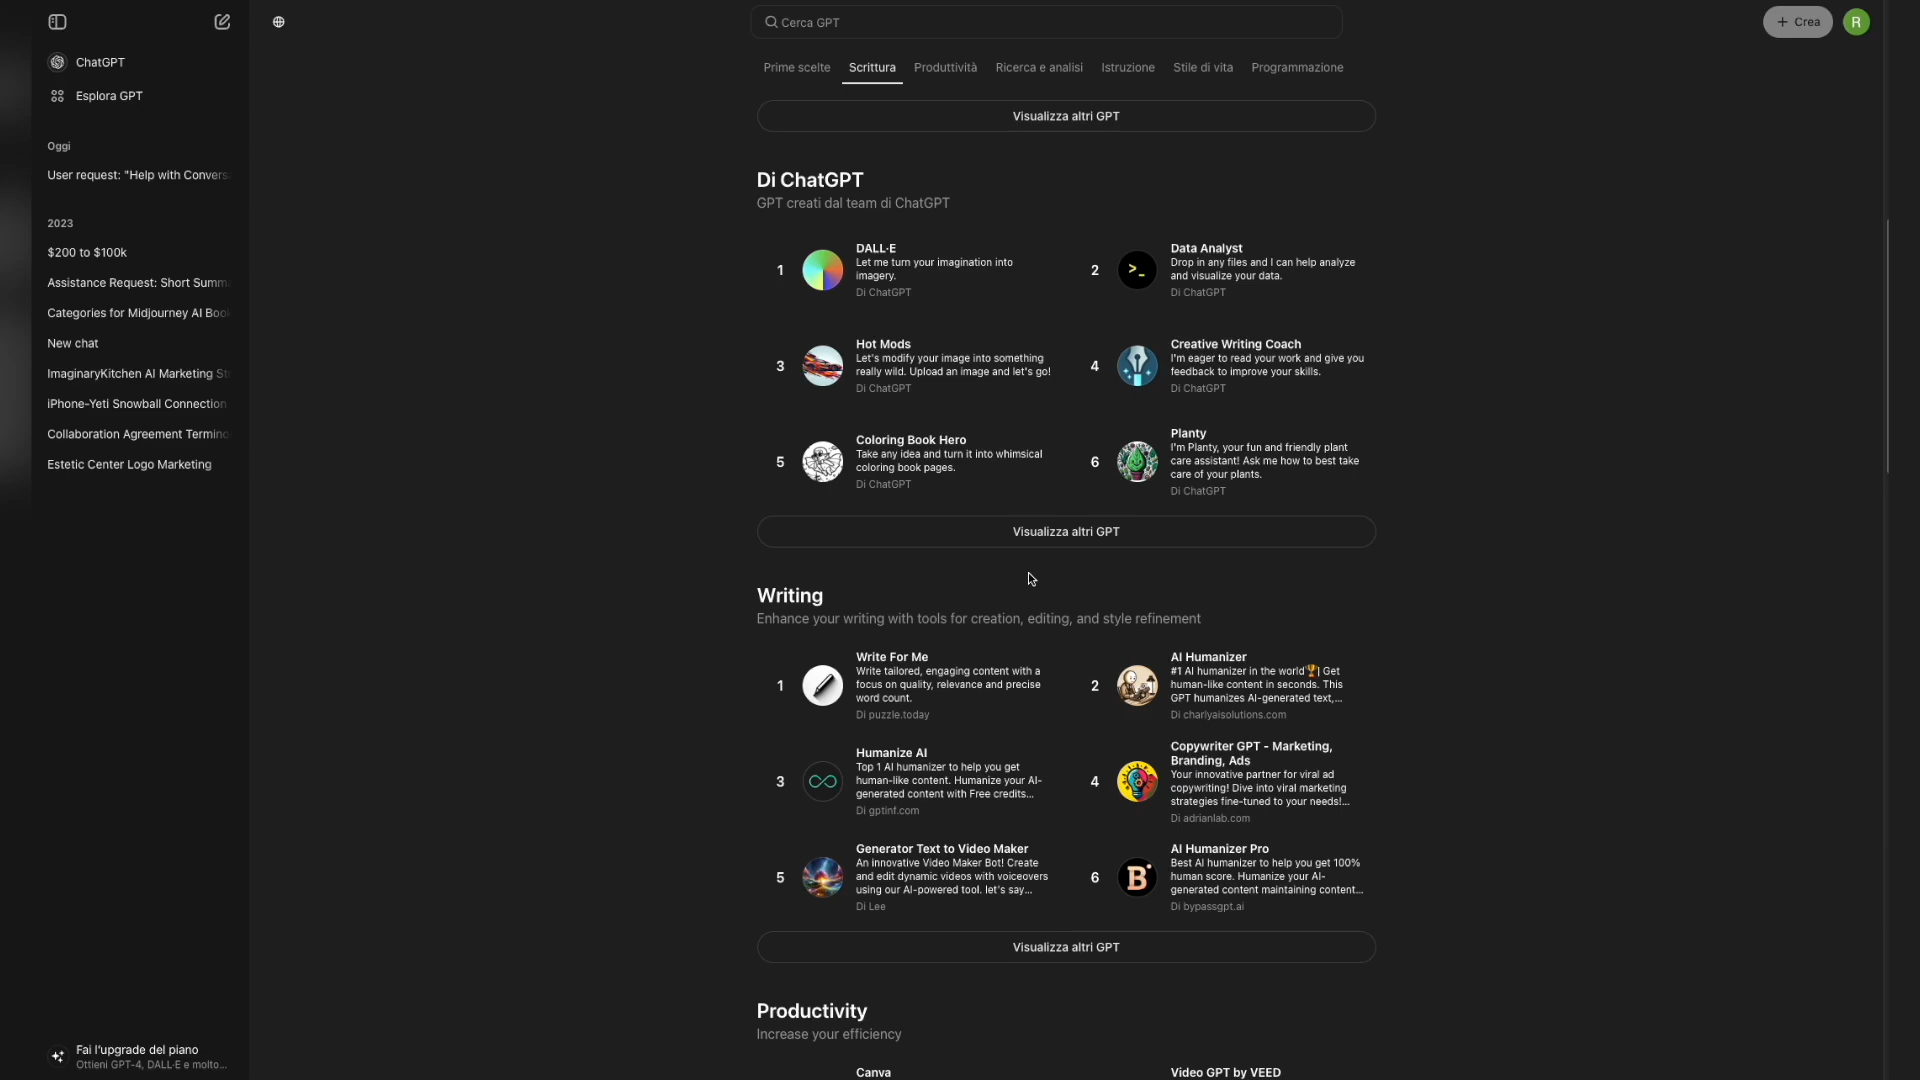 ChatGPT
Esplora GPT
Oggi
User request: "Help with Convers
2023
$200 to $100k
Assistance Request: Short Summa
Categories for Midjourney AI Book
New chat
ImaginaryKitchen AI Marketing St
iPhone-Yeti Snowball Connection
Collaboration Agreement Termino
Estetic Center Logo Marketing
Fai l'upgrade del piano
Ottieni GPT-4, DALL·E e molto...
Cerca GPT
+ Crea
R
Prime scelte Scrittura Produttività Ricerca e analisi Istruzione Stile di vita Programmazione
Visualizza altri GPT
Di ChatGPT
GPT creati dal team di ChatGPT
1
DALL·E
Let me turn your imagination into
imagery.
Di ChatGPT
2
>_
Data Analyst
Drop in any files and I can help analyze
and visualize your data.
Di ChatGPT
3
Hot Mods
Let's modify your image into something
really wild. Upload an image and let's go!
Di ChatGPT
4
Creative Writing Coach
I'm eager to read your work and give you
feedback to improve your skills.
Di ChatGPT
5
Coloring Book Hero
Take any idea and turn it into whimsical
coloring book pages.
Di ChatGPT
6
Planty
I'm Planty, your fun and friendly plant
care assistant! Ask me how to best take
care of your plants.
Di ChatGPT
Visualizza altri GPT
Writing
Enhance your writing with tools for creation, editing, and style refinement
1
Write For Me
Write tailored, engaging content with a
focus on quality, relevance and precise
word count.
Di puzzle.today
2
AI Humanizer
#1 AI humanizer in the world🏆| Get
human-like content in seconds. This
GPT humanizes AI-generated text,...
Di charlyaisolutions.com
3
Humanize AI
Top 1 AI humanizer to help you get
human-like content. Humanize your AI-
generated content with Free credits...
Di gptinf.com
4
Copywriter GPT - Marketing,
Branding, Ads
Your innovative partner for viral ad
copywriting! Dive into viral marketing
strategies fine-tuned to your needs!...
Di adrianlab.com
5
Generator Text to Video Maker
An innovative Video Maker Bot! Create
and edit dynamic videos with voiceovers
using our AI-powered tool. let's say...
Di Lee
6
B
AI Humanizer Pro
Best AI humanizer to help you get 100%
human score. Humanize your AI-
generated content maintaining content...
Di bypassgpt.ai
Visualizza altri GPT
Productivity
Increase your efficiency
Canva
Video GPT by VEED